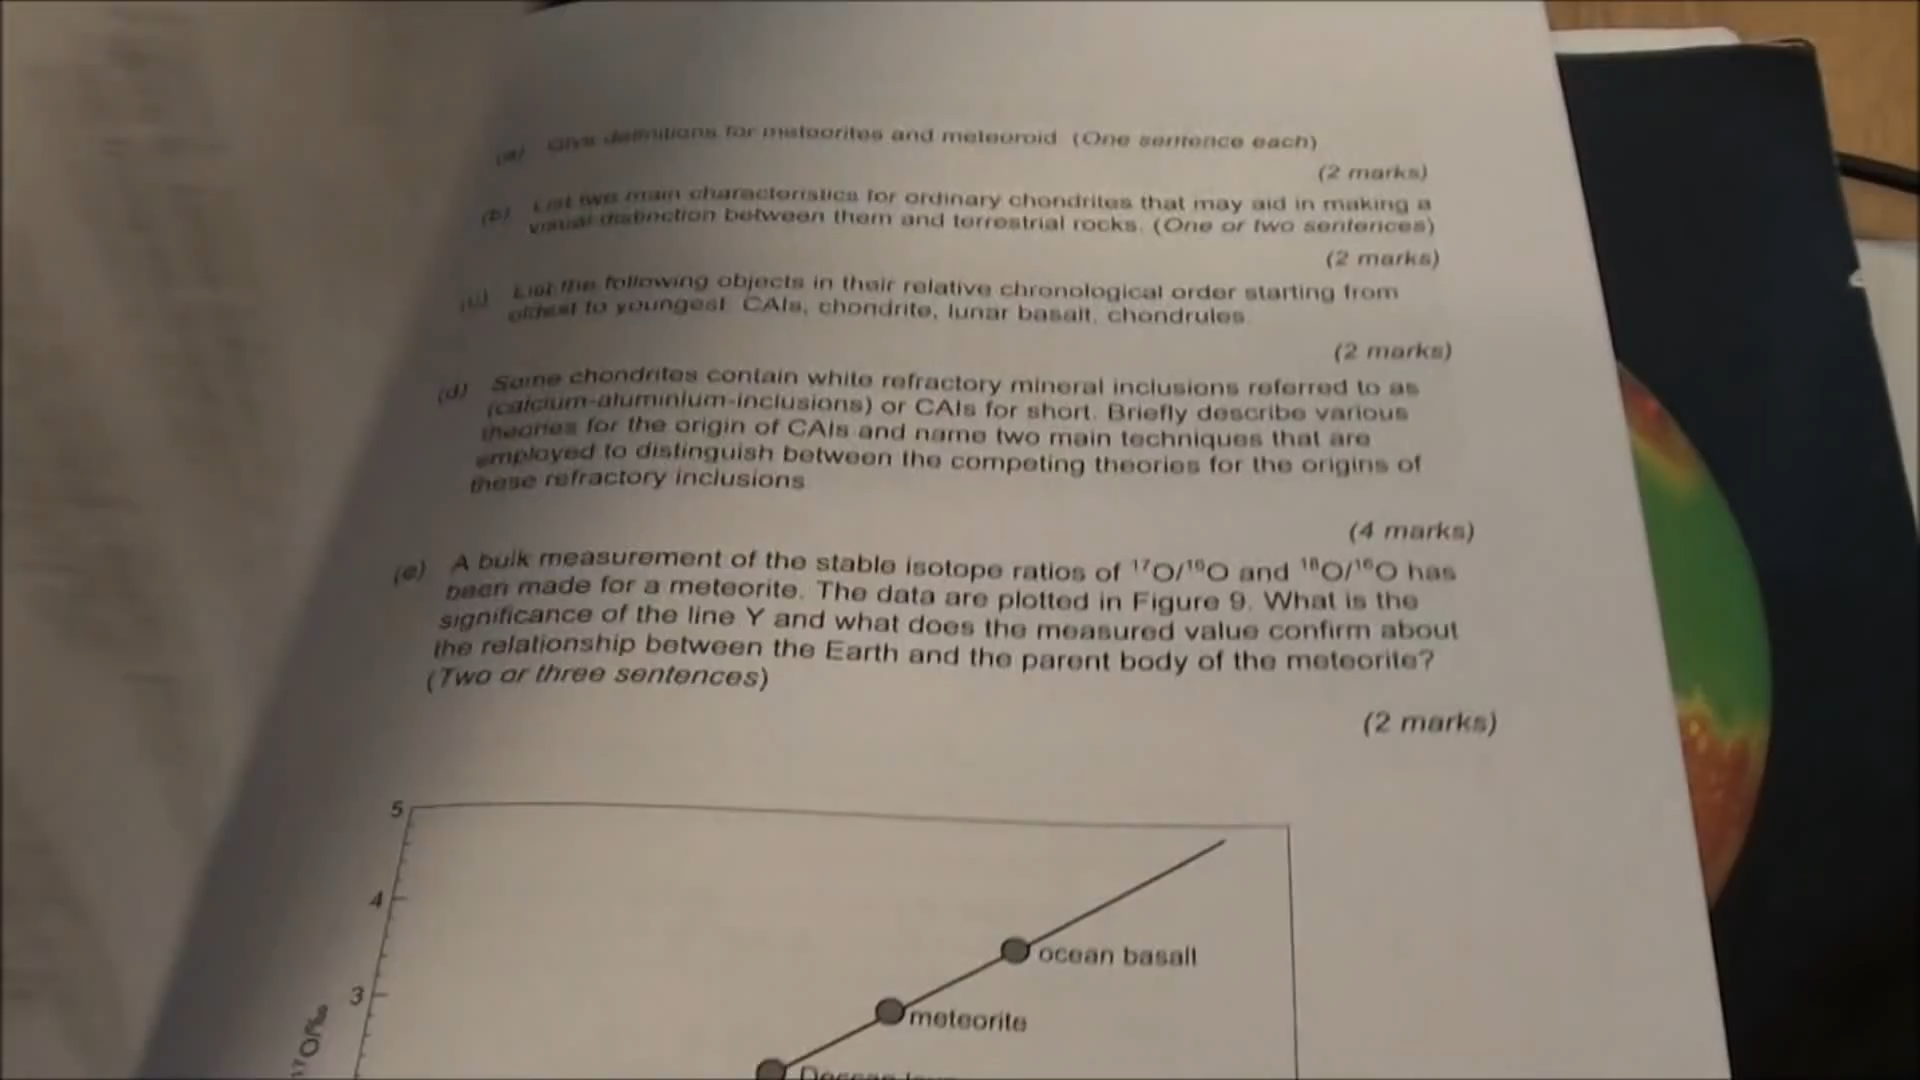 (a) Give definitions for meteorites and meteoroid (One sentence each)
(2 marks)
(b) List two main characteristics for ordinary chondrites that may aid in making a
visual distinction between them and terrestrial rocks. (One or two sentences)
(2 marks)
(c) List the following objects in their relative chronological order starting from
oldest to youngest CAIs, chondrite, lunar basalt, chondrules
(2 marks)
(d) Some chondrites contain white refractory mineral inclusions referred to as
(calcium-aluminium-inclusions) or CAIs for short. Briefly describe various
theories for the origin of CAIs and name two main techniques that are
employed to distinguish between the competing theories for the origins of
these refractory inclusions
(4 marks)
(e) A bulk measurement of the stable isotope ratios of ¹⁷O/¹⁶O and ¹⁸O/¹⁶O has
been made for a meteorite. The data are plotted in Figure 9. What is the
significance of the line Y and what does the measured value confirm about
the relationship between the Earth and the parent body of the meteorite?
(Two or three sentences)
(2 marks)
5
4
ocean basalt
3
meteorite
¹⁷O/‰